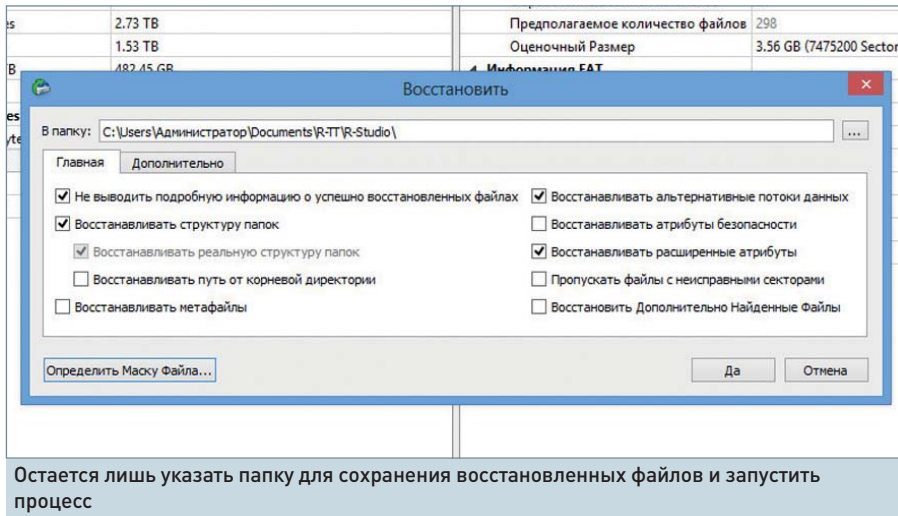 2.73 TB
Предполагаемое количество файлов 298
1.53 TB
Оценочный Размер 3.56 GB (7475200 Sector
482.45 GB
Информация FAT
Восстановить
В папку: C:\Users\Администратор\Documents\R-TT\R-Studio\ ...
Главная Дополнительно
Не выводить подробную информацию о успешно восстановленных файлах
Восстанавливать структуру папок
Восстанавливать реальную структуру папок
Восстанавливать путь от корневой директории
Восстанавливать метафайлы
Восстанавливать альтернативные потоки данных
Восстанавливать атрибуты безопасности
Восстанавливать расширенные атрибуты
Пропускать файлы с неисправными секторами
Восстановить Дополнительно Найденные Файлы
Определить Маску Файла...
Да
Отмена
Остается лишь указать папку для сохранения восстановленных файлов и запустить
процесс